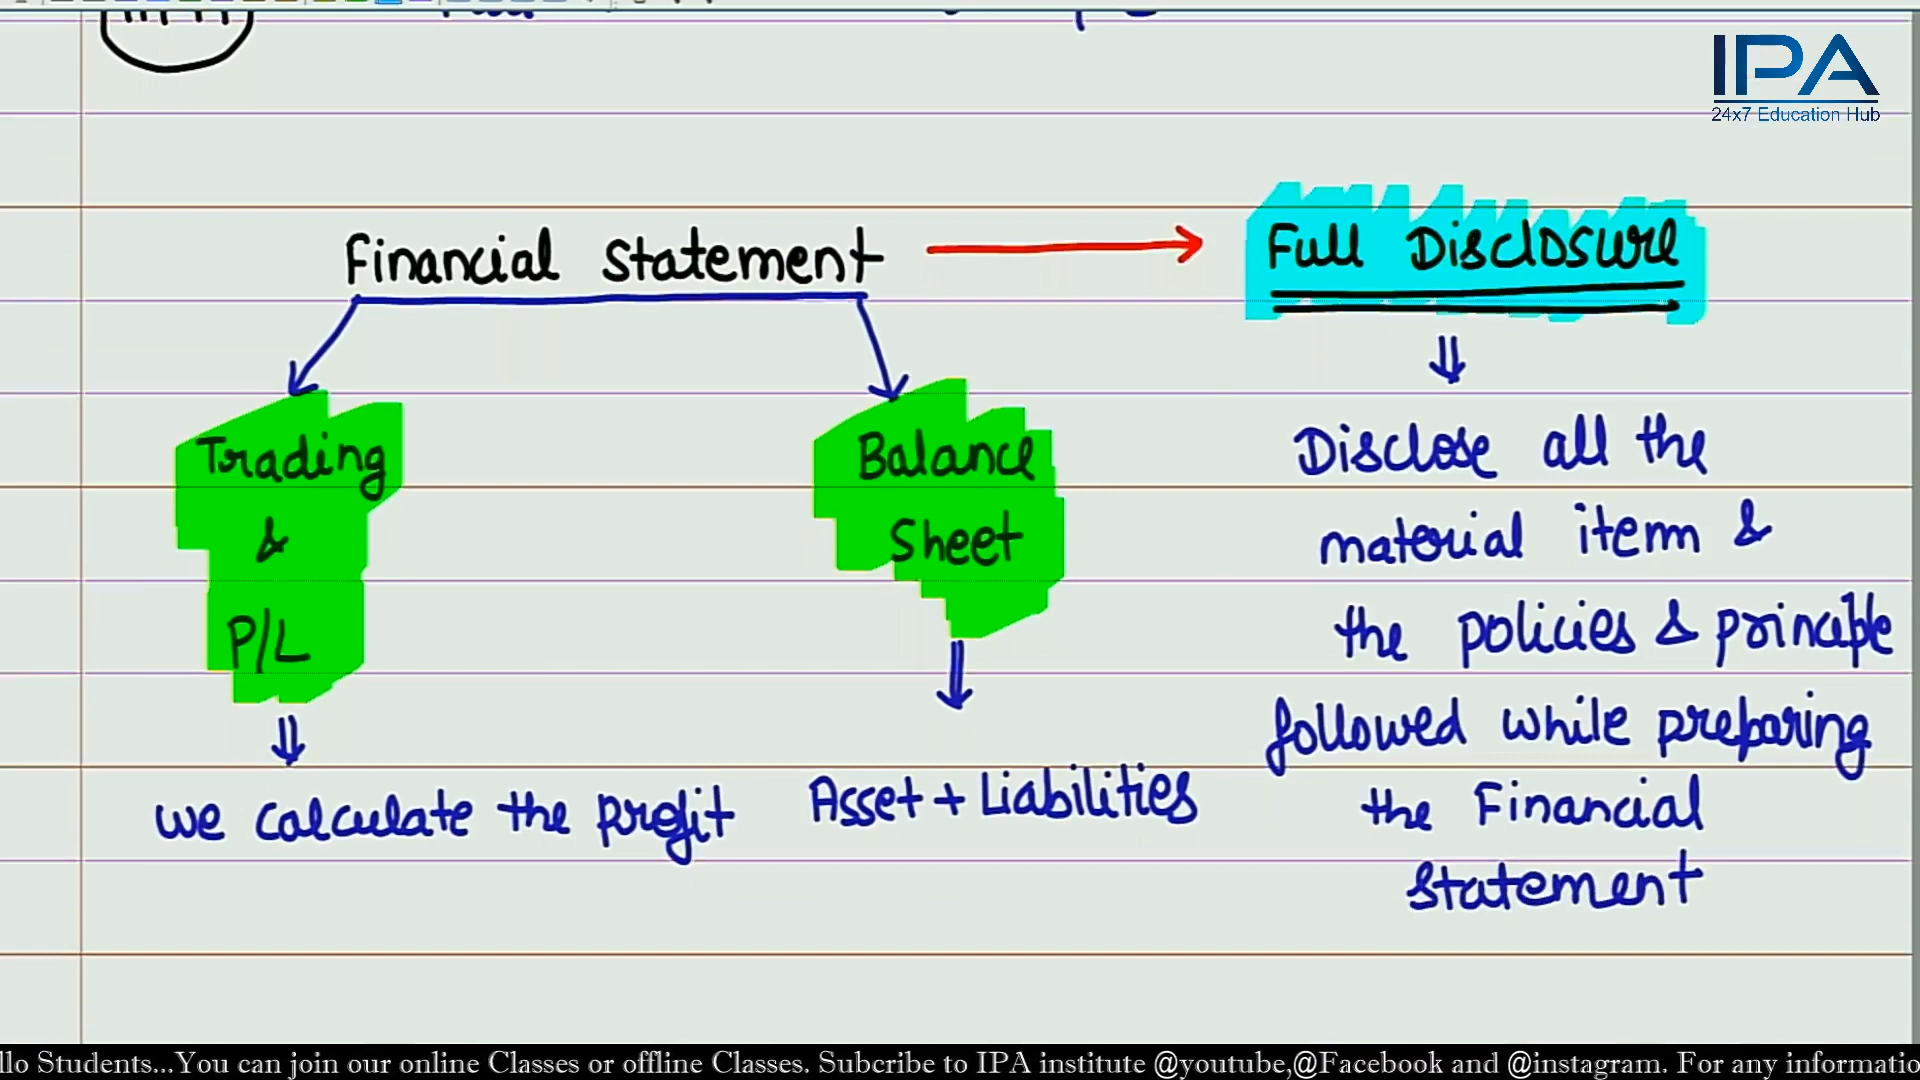 IPA
24x7 Education Hub
Financial Statement
Full Disclosure
Trading
&
P/L
We calculate the profit
Balance
Sheet
Asset + Liabilities
Disclose all the
material item &
the policies & principle
followed while preparing
the Financial
Statement
llo Students...You can join our online Classes or offline Classes. Subcribe to IPA institute @youtube,@Facebook and @instagram. For any informatio